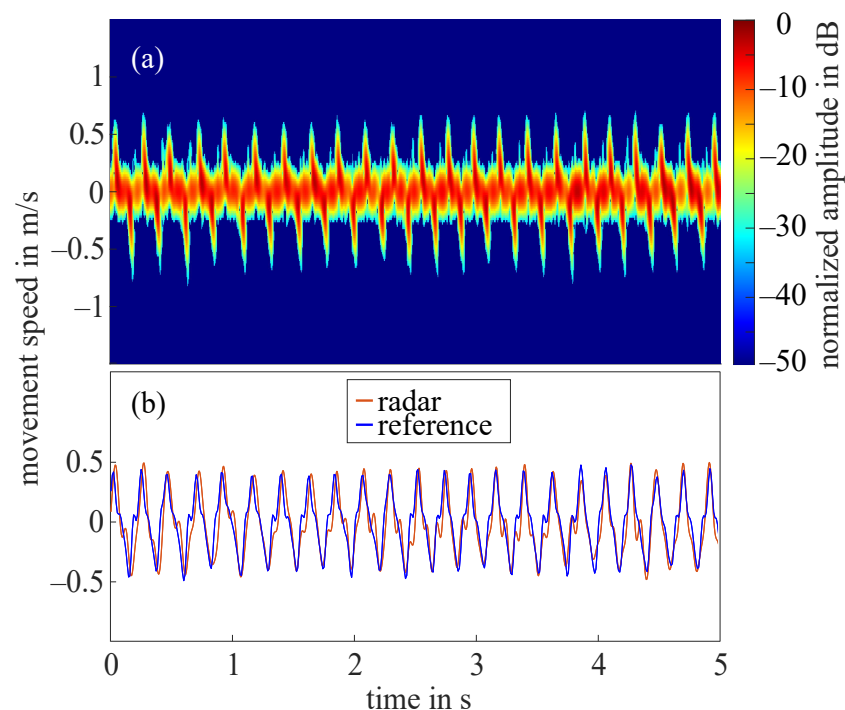 (a)
1
0.5
0
−0.5
−1
0
−10
−20
−30
−40
−50
normalized amplitude in dB
movement speed in m/s
(b)
radar
reference
0.5
0
−0.5
0 1 2 3 4 5
time in s